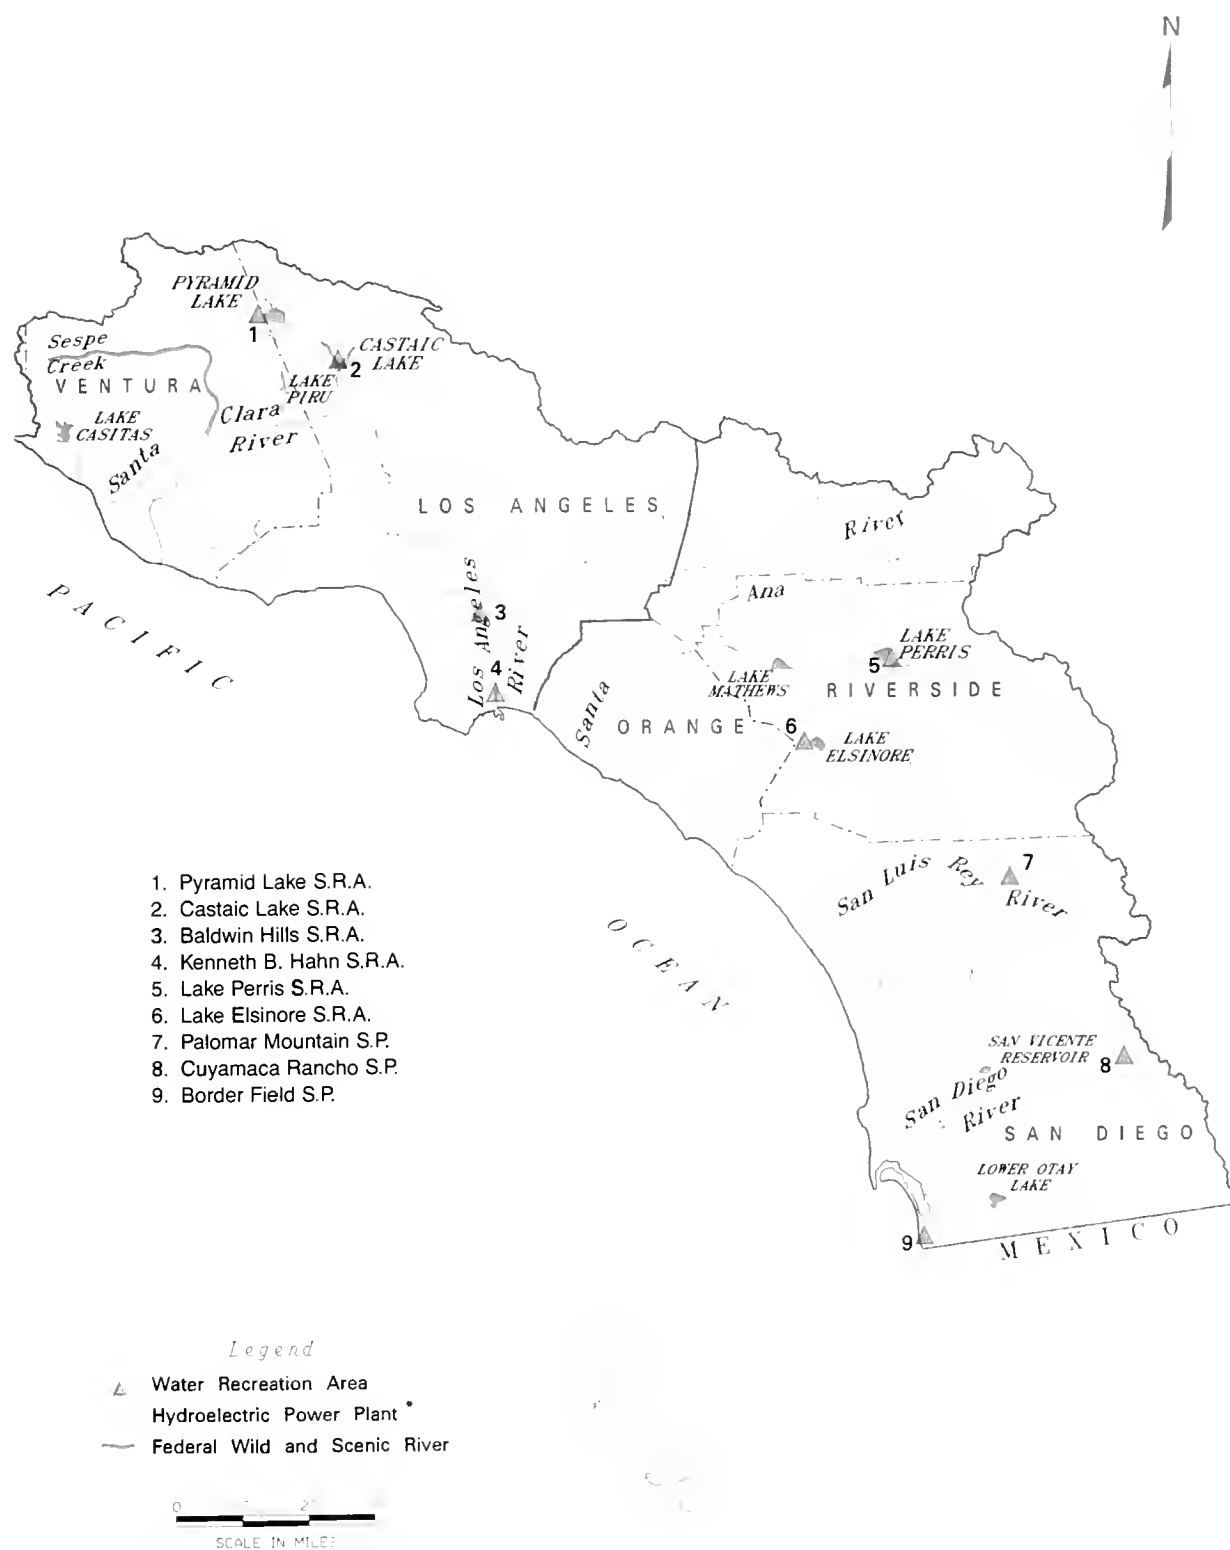 N
PYRAMID
LAKE
1
Sespe
Creek
VENTURA
CASTAIC
LAKE
2
LAKE
PIRU
LAKE
CASITAS
Clara
River
Santa
LOS ANGELES
River
Ana
PACIFIC
Los Angeles
River
3
4
LAKE
PERRIS
5
LAKE
MATHEWS
RIVERSIDE
Santa
ORANGE
6
LAKE
ELSINORE
7
San Luis Rey
River
1. Pyramid Lake S.R.A.
2. Castaic Lake S.R.A.
3. Baldwin Hills S.R.A.
4. Kenneth B. Hahn S.R.A.
5. Lake Perris S.R.A.
6. Lake Elsinore S.R.A.
7. Palomar Mountain S.P.
8. Cuyamaca Rancho S.P.
9. Border Field S.P.
OCEAN
SAN VICENTE
RESERVOIR
8
San Diego
River
SAN DIEGO
LOWER OTAY
LAKE
9
MEXICO
Legend
Water Recreation Area
Hydroelectric Power Plant *
Federal Wild and Scenic River
0
SCALE IN MILES